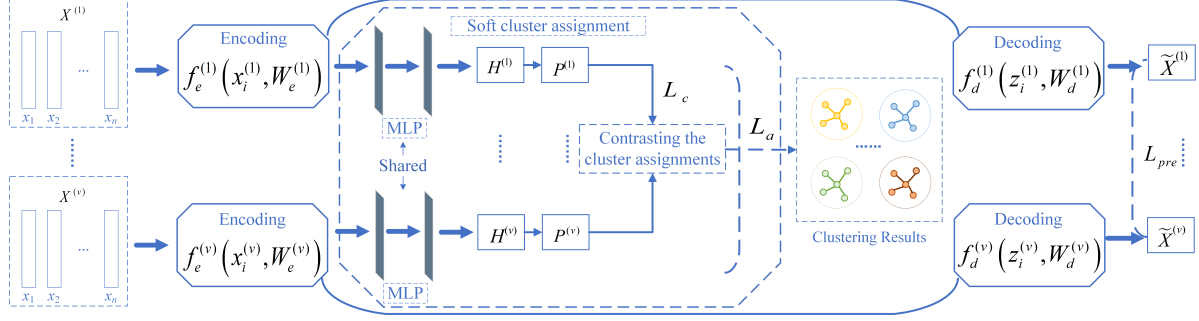 X^{(1)}
...
x_1 x_2 x_n
Encoding
f_e^{(1)}(x_i^{(1)},W_e^{(1)})
MLP
Soft cluster assignment
H^{(1)}
P^{(1)}
L_c
Shared
Contrasting the
cluster assignments
L_a
Clustering Results
Decoding
f_d^{(1)}(z_i^{(1)},W_d^{(1)})
X̃^{(1)}
L_{pre}
X^{(v)}
...
x_1 x_2 x_n
Encoding
f_e^{(v)}(x_i^{(v)},W_e^{(v)})
MLP
H^{(v)}
P^{(v)}
Decoding
f_d^{(v)}(z_i^{(v)},W_d^{(v)})
X̃^{(v)}